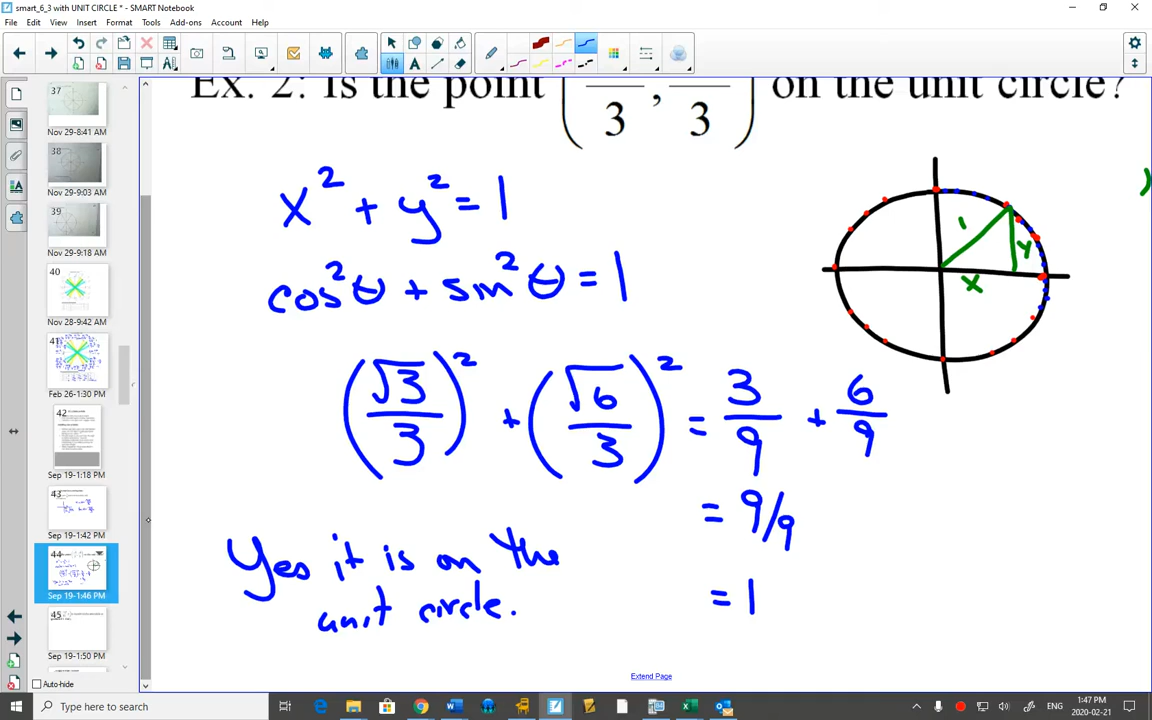 smart_6_3 with UNIT CIRCLE * - SMART Notebook
File Edit View Insert Format Tools Add-ons Account Help
37
Nov 29-8:41 AM
38
Nov 29-9:03 AM
39
Nov 29-9:18 AM
40
Nov 28-9:42 AM
41
Feb 26-1:30 PM
42
Sep 19-1:18 PM
43
Sep 19-1:42 PM
44
Sep 19-1:46 PM
45
Sep 19-1:50 PM
Auto-hide
Ex. 2: Is the point ( /3 , /3 ) on the unit circle?
x² + y² = 1
cos²θ + sin²θ = 1
(√3/3)² + (√6/3)² = 3/9 + 6/9
= 9/9
= 1
Yes it is on the
unit circle.
1
y
x
Extend Page
Type here to search
1:47 PM
2020-02-21